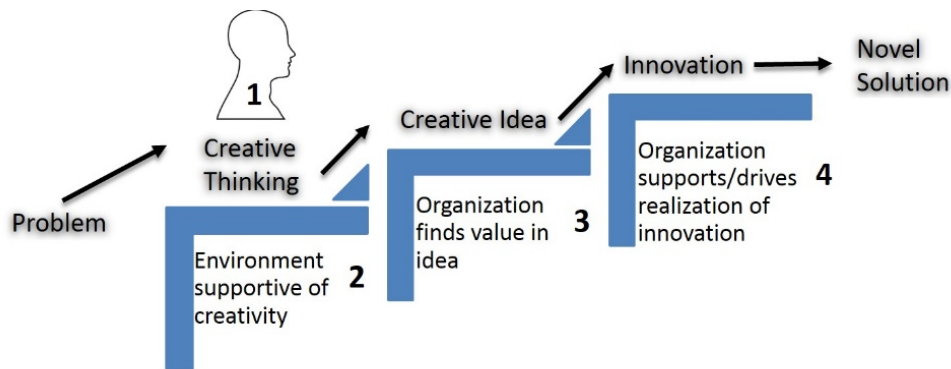 Problem
1
Creative
Thinking
Environment
supportive of
creativity
2
Creative Idea
Organization
finds value in
idea
3
Innovation
Organization
supports/drives
realization of
innovation
4
Novel
Solution